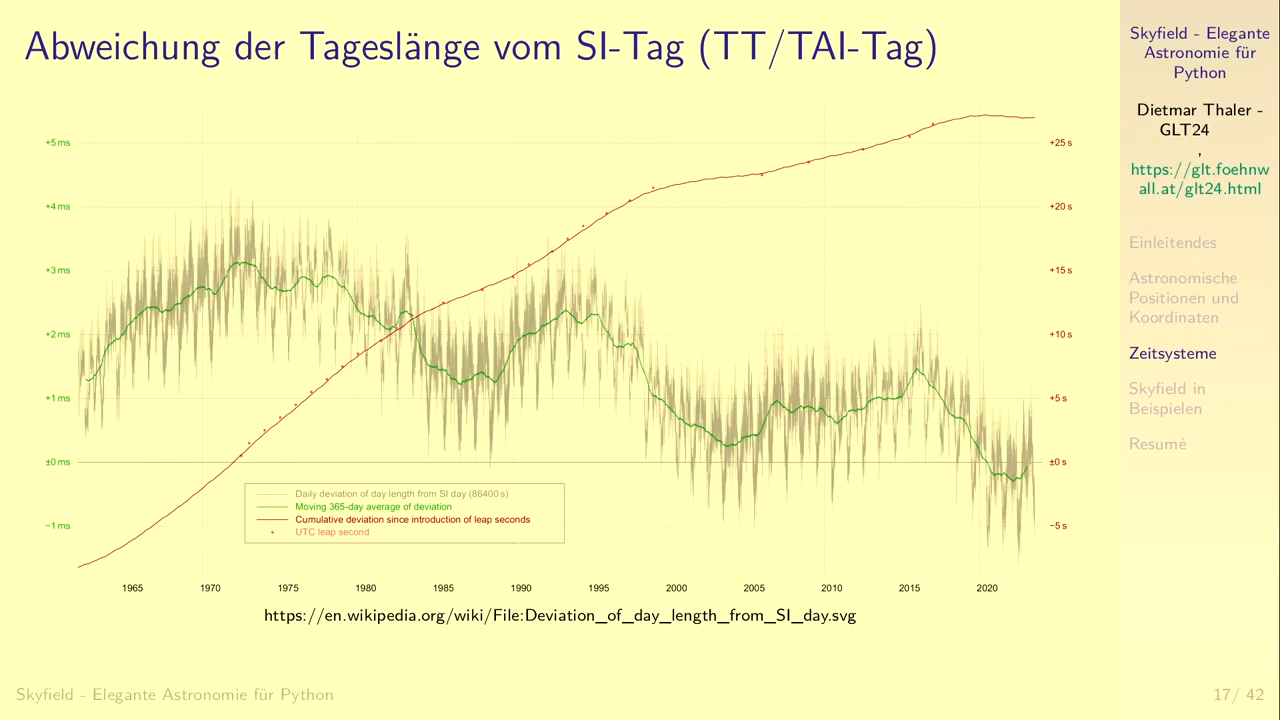 Abweichung der Tageslänge vom SI-Tag (TT/TAI-Tag)
+5 ms
+4 ms
+3 ms
+2 ms
+1 ms
±0 ms
−1 ms
+25 s
+20 s
+15 s
+10 s
+5 s
±0 s
−5 s
Daily deviation of day length from SI day (86400 s)
Moving 365-day average of deviation
Cumulative deviation since introduction of leap seconds
UTC leap second
1965 1970 1975 1980 1985 1990 1995 2000 2005 2010 2015 2020
https://en.wikipedia.org/wiki/File:Deviation_of_day_length_from_SI_day.svg
Skyfield - Elegante
Astronomie für
Python
Dietmar Thaler -
GLT24
,
https://glt.foehnw
all.at/glt24.html
Einleitendes
Astronomische
Positionen und
Koordinaten
Zeitsysteme
Skyfield in
Beispielen
Resumé
Skyfield - Elegante Astronomie für Python
17/ 42